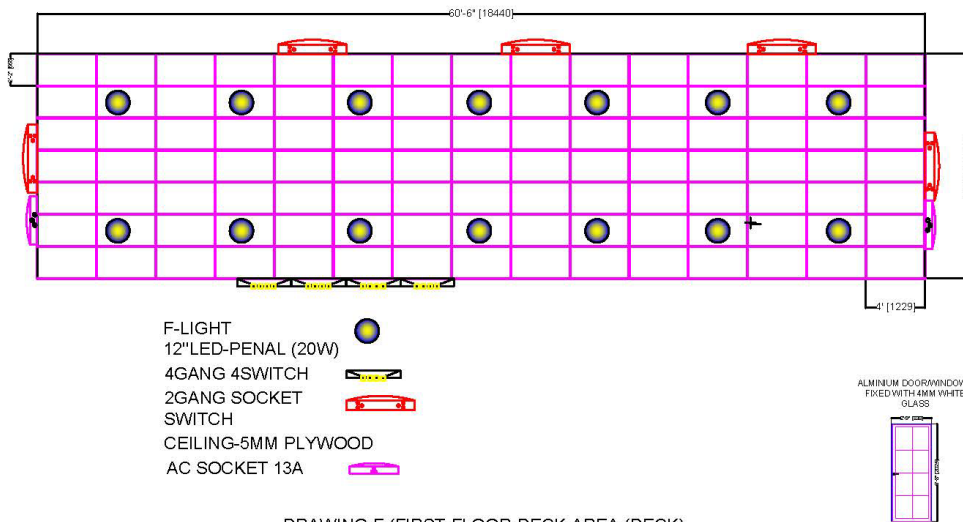 60'-6" [18440]
4' [1229]
F-LIGHT
12"LED-PENAL (20W)
4GANG 4SWITCH
2GANG SOCKET
SWITCH
CEILING-5MM PLYWOOD
AC SOCKET 13A
ALMINIUM DOOR/WINDOW
FIXED WITH 4MM WHITE
GLASS
DRAWING E (FIRST FLOOR DECK AREA (DECK)